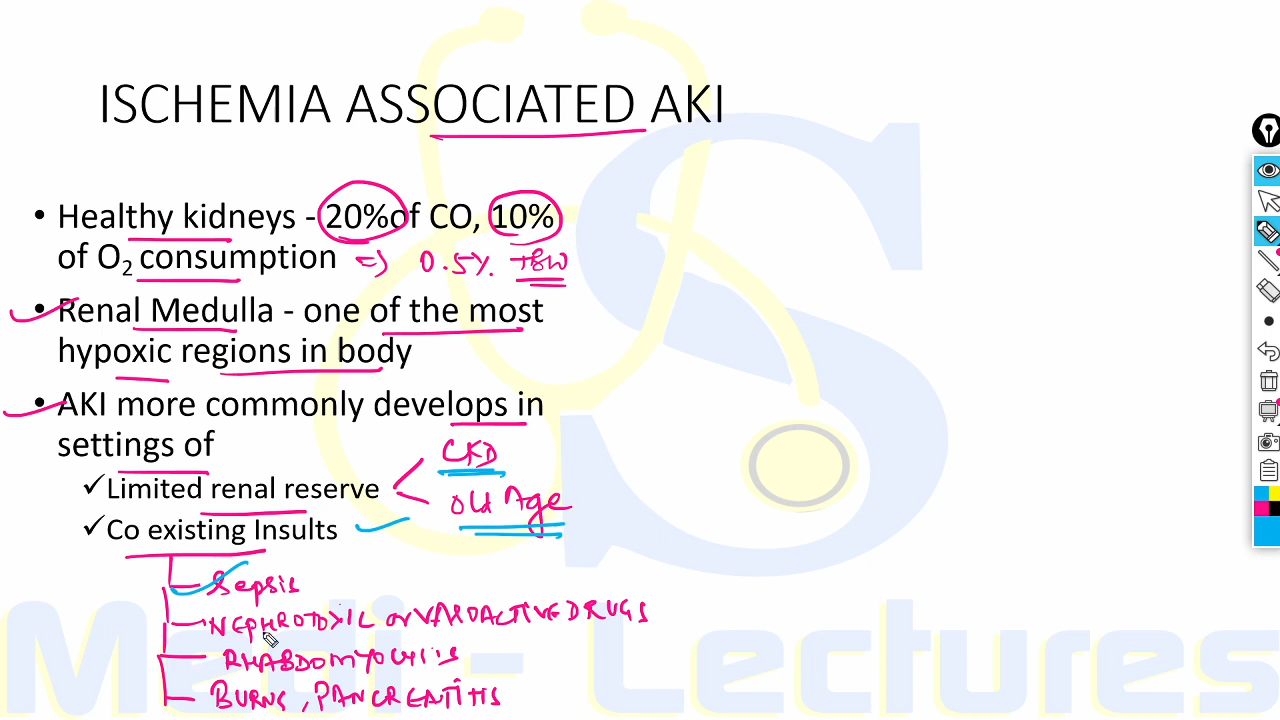 ISCHEMIA ASSOCIATED AKI
• Healthy kidneys - 20% of CO, 10%
of O₂ consumption => 0.5% TBW
• Renal Medulla - one of the most
hypoxic regions in body
• AKI more commonly develops in
settings of
CKD
✓Limited renal reserve
Old Age
✓Co existing Insults
Sepsis
NEPHROTOXIC or VASOACTIVE DRUGS
RHABDOMYOLYSIS
BURNS, PANCREATITIS
Medi - Lectures